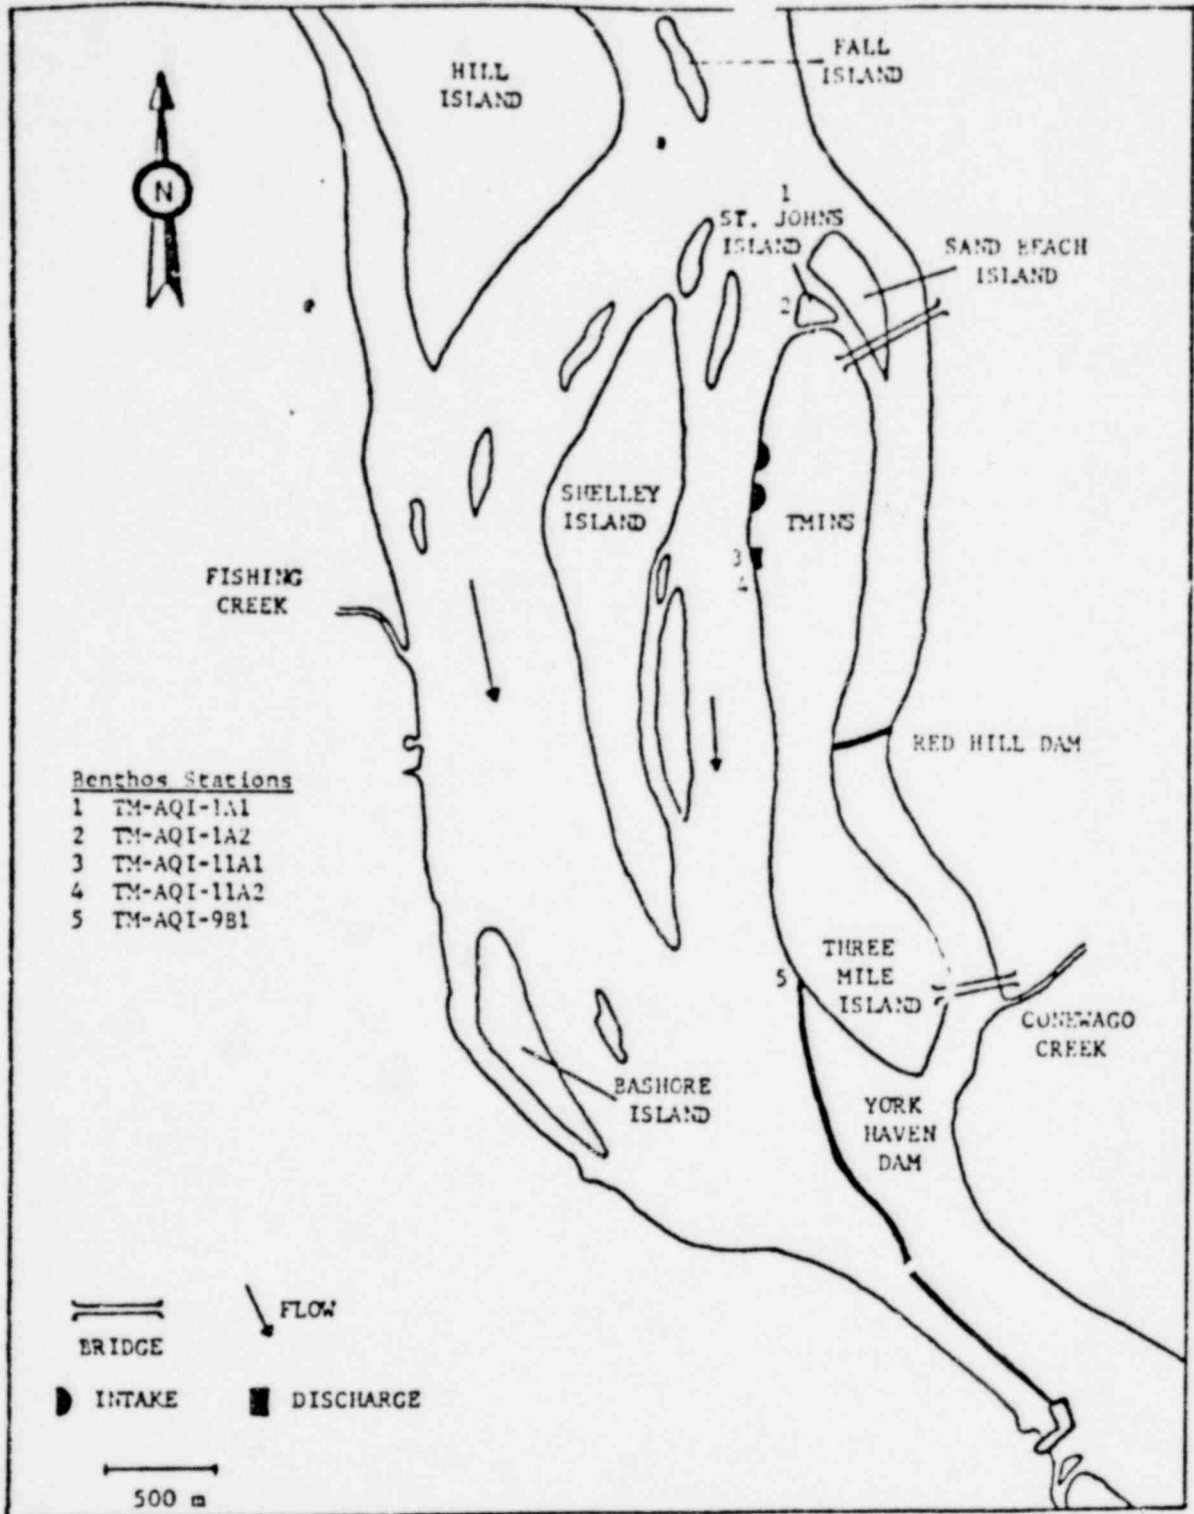 FALL
ISLAND
HILL
ISLAND
N
1
ST. JOHNS
ISLAND
SAND BEACH
ISLAND
2
SHELLEY
ISLAND
TMINS
3
4
FISHING
CREEK
RED HILL DAM
Benthos Stations
1 TM-AQI-1A1
2 TM-AQI-1A2
3 TM-AQI-11A1
4 TM-AQI-11A2
5 TM-AQI-9B1
THREE
MILE
ISLAND
5
CONEWAGO
CREEK
BASHORE
ISLAND
YORK
HAVEN
DAM
FLOW
BRIDGE
INTAKE
DISCHARGE
500 m